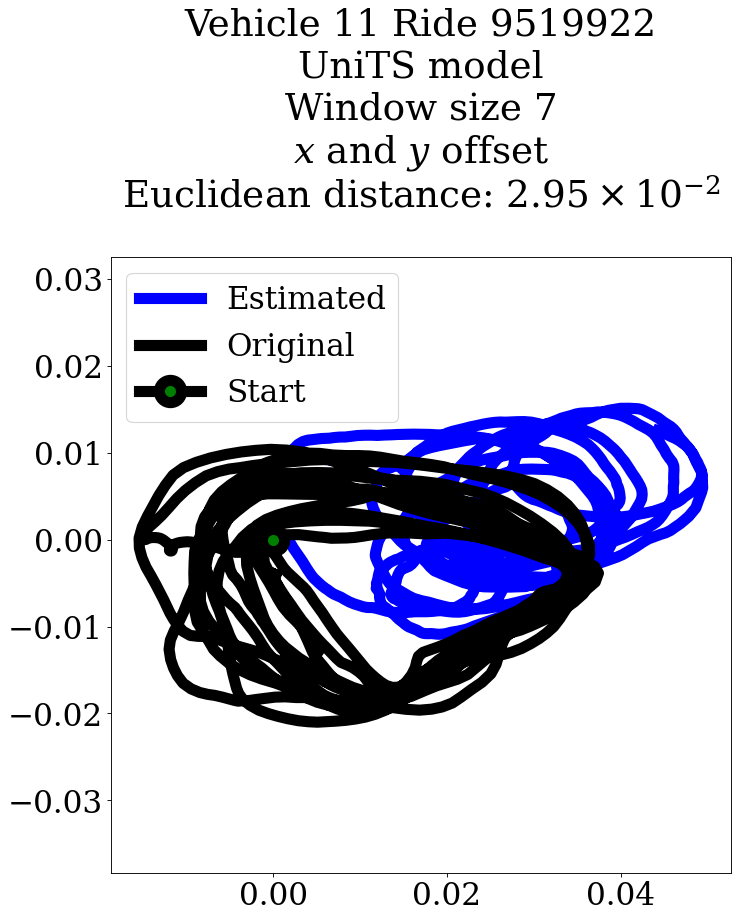 Vehicle 11 Ride 9519922
UniTS model
Window size 7
x and y offset
Euclidean distance: 2.95 × 10⁻²
Estimated
Original
Start
0.03
0.02
0.01
0.00
−0.01
−0.02
−0.03
0.00 0.02 0.04